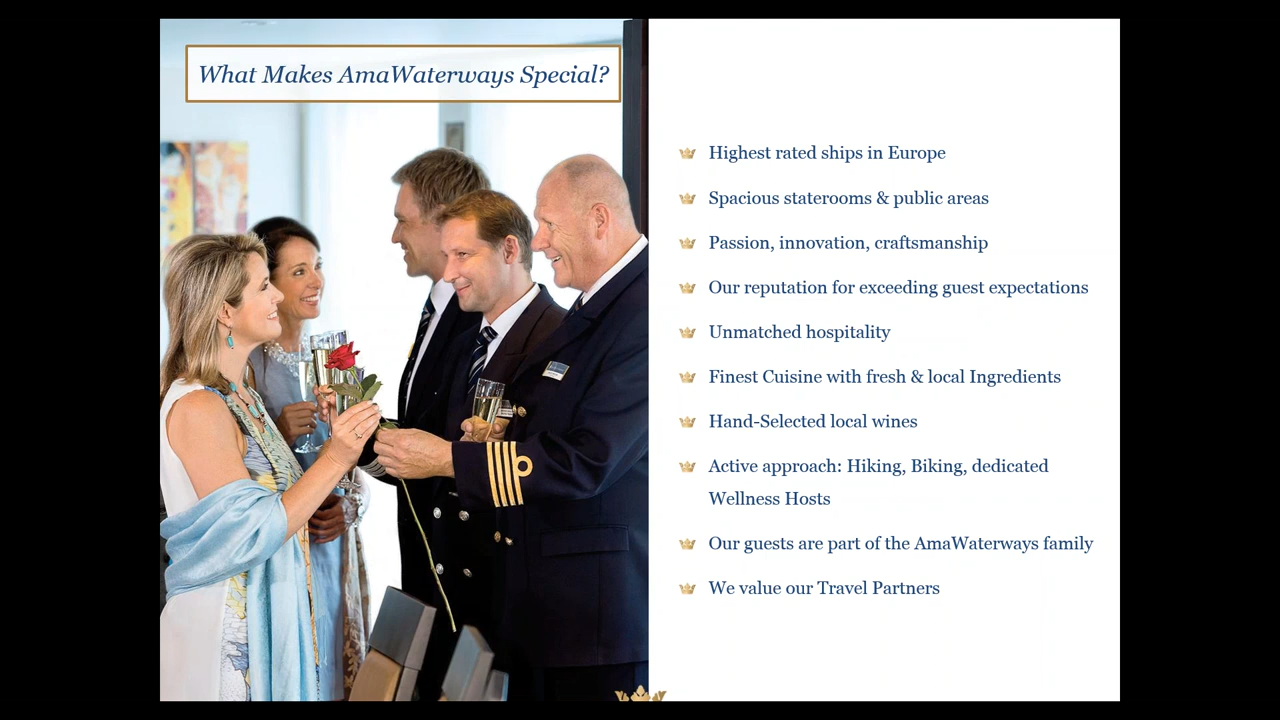 What Makes AmaWaterways Special?
Highest rated ships in Europe
Spacious staterooms & public areas
Passion, innovation, craftsmanship
Our reputation for exceeding guest expectations
Unmatched hospitality
Finest Cuisine with fresh & local Ingredients
Hand-Selected local wines
Active approach: Hiking, Biking, dedicated
Wellness Hosts
Our guests are part of the AmaWaterways family
We value our Travel Partners